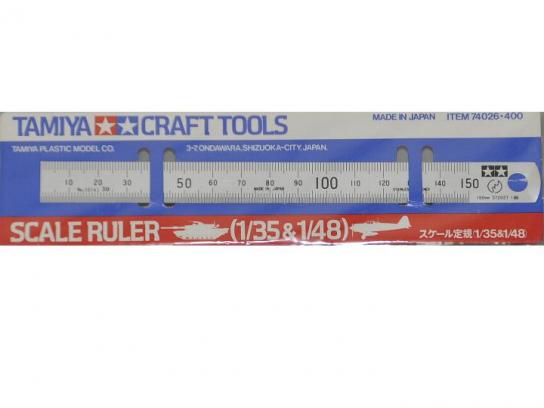 TAMIYA CRAFT TOOLS
MADE IN JAPAN ITEM 74026・400
TAMIYA PLASTIC MODEL CO.
3-7, ONDAWARA, SHIZUOKA-CITY, JAPAN.
10 20 30 50 60 70 80 90 100 110 120 140 150
MADE IN JAPAN
SCALE RULER (1/35&1/48)
スケール定規(1/35&1/48)